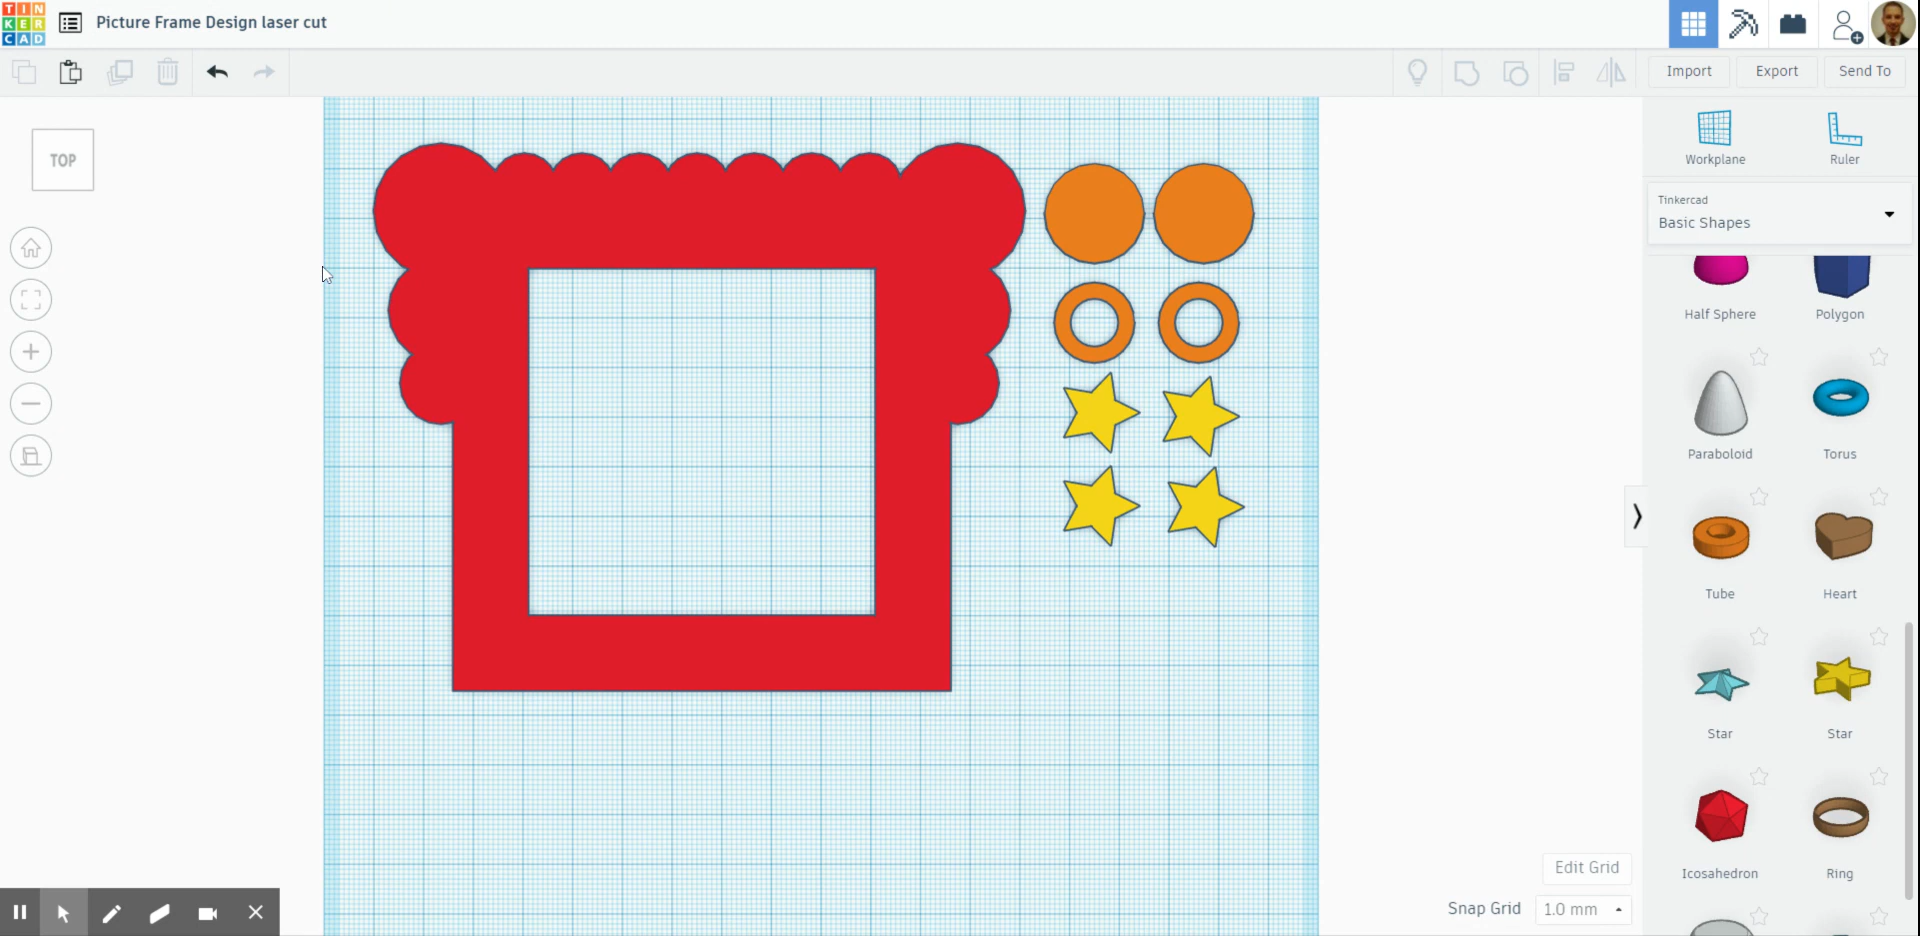 TIN
KER
CAD
Picture Frame Design laser cut
Import
Export
Send To
TOP
Workplane
Ruler
Tinkercad
Basic Shapes
Half Sphere
Polygon
Paraboloid
Torus
Tube
Heart
Star
Star
Icosahedron
Ring
Edit Grid
Snap Grid
1.0 mm